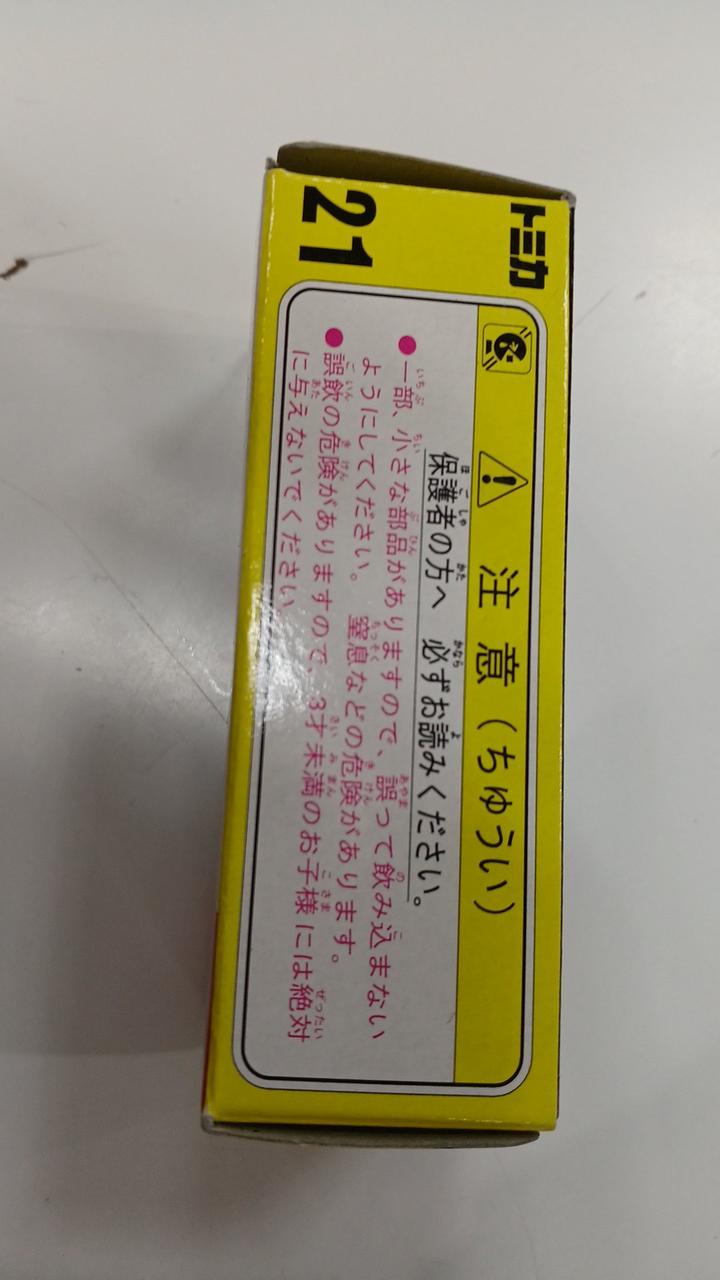 トミカ
21
注意(ちゅうい)
保護者の方へ 必ずお読みください。
●一部、小さな部品がありますので、誤って飲み込まない
ようにしてください。窒息などの危険があります。
●誤飲の危険がありますので、3才未満のお子様には絶対
に与えないでください。